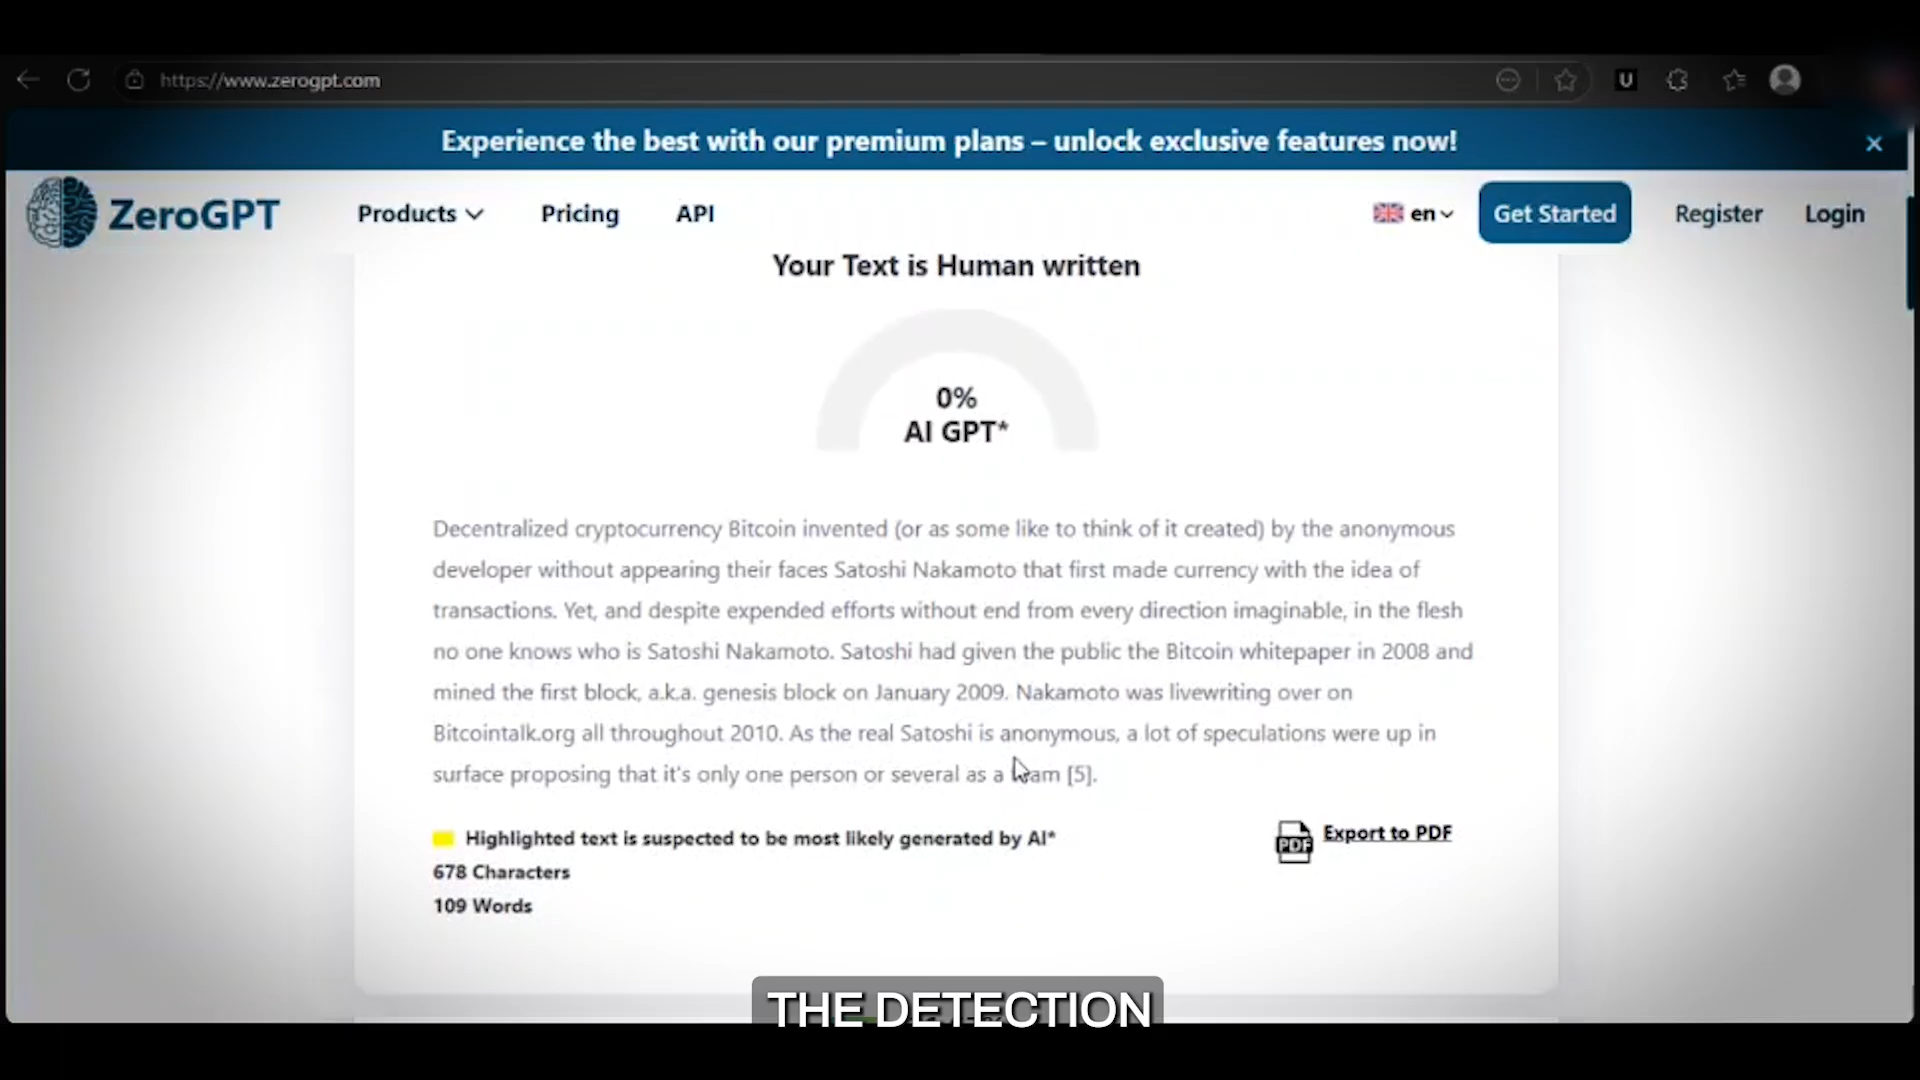 https://www.zerogpt.com
U
Experience the best with our premium plans – unlock exclusive features now!
ZeroGPT
Products
Pricing
API
en
Get Started
Register
Login
Your Text is Human written
0%
AI GPT*
Decentralized cryptocurrency Bitcoin invented (or as some like to think of it created) by the anonymous
developer without appearing their faces Satoshi Nakamoto that first made currency with the idea of
transactions. Yet, and despite expended efforts without end from every direction imaginable, in the flesh
no one knows who is Satoshi Nakamoto. Satoshi had given the public the Bitcoin whitepaper in 2008 and
mined the first block, a.k.a. genesis block on January 2009. Nakamoto was livewriting over on
Bitcointalk.org all throughout 2010. As the real Satoshi is anonymous, a lot of speculations were up in
surface proposing that it's only one person or several as a team [5].
Highlighted text is suspected to be most likely generated by AI*
PDF
Export to PDF
678 Characters
109 Words
THE DETECTION